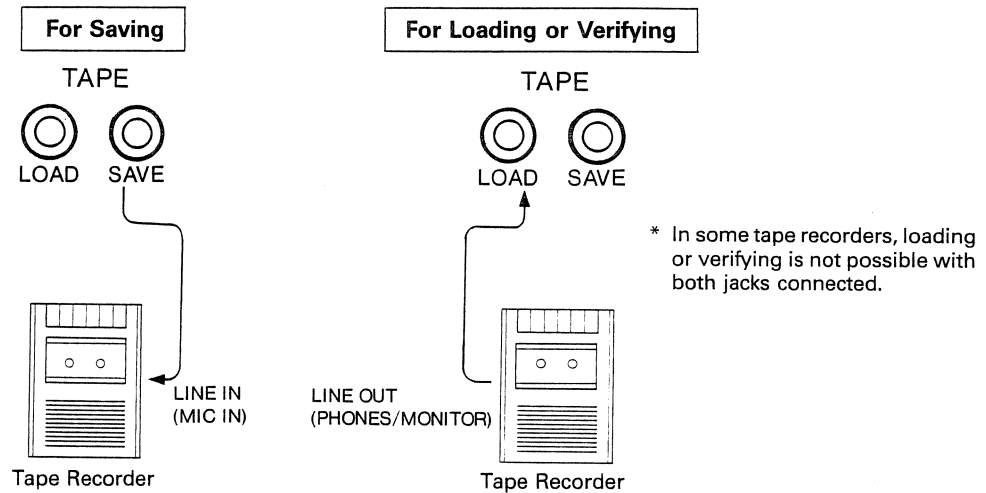 For Saving
TAPE
LOAD SAVE
LINE IN
(MIC IN)
Tape Recorder
For Loading or Verifying
TAPE
LOAD SAVE
LINE OUT
(PHONES/MONITOR)
Tape Recorder
* In some tape recorders, loading
or verifying is not possible with
both jacks connected.